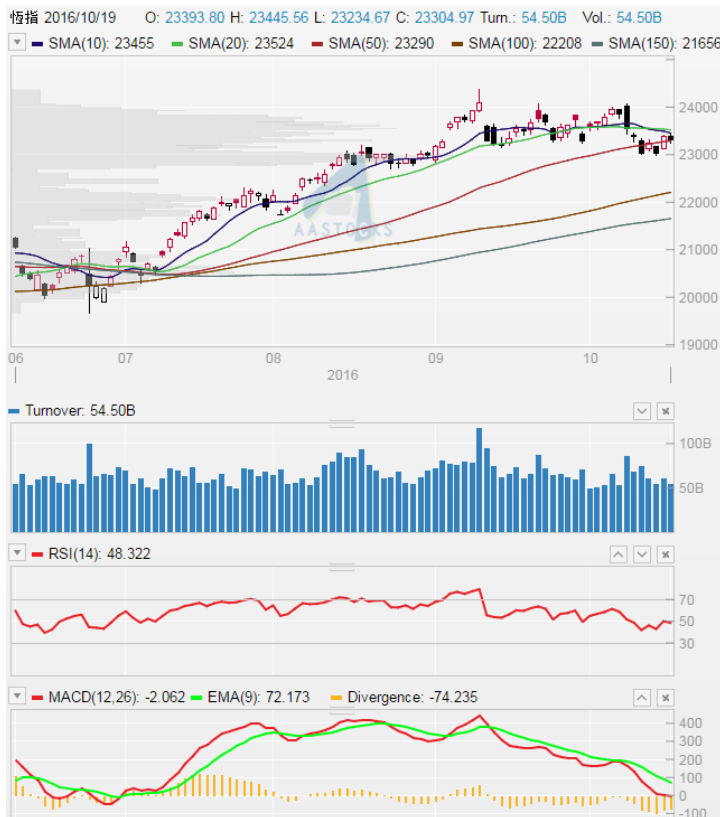 恆指 2016/10/19 O: 23393.80 H: 23445.56 L: 23234.67 C: 23304.97 Turn.: 54.50B Vol.: 54.50B
SMA(10): 23455 SMA(20): 23524 SMA(50): 23290 SMA(100): 22208 SMA(150): 21656
24000
23000
22000
AASTOCKS
21000
20000
19000
06 07 08 09 10
2016
Turnover: 54.50B
100B
50B
RSI(14): 48.322
70
50
30
MACD(12,26): -2.062 EMA(9): 72.173 Divergence: -74.235
400
300
200
100
0
-100